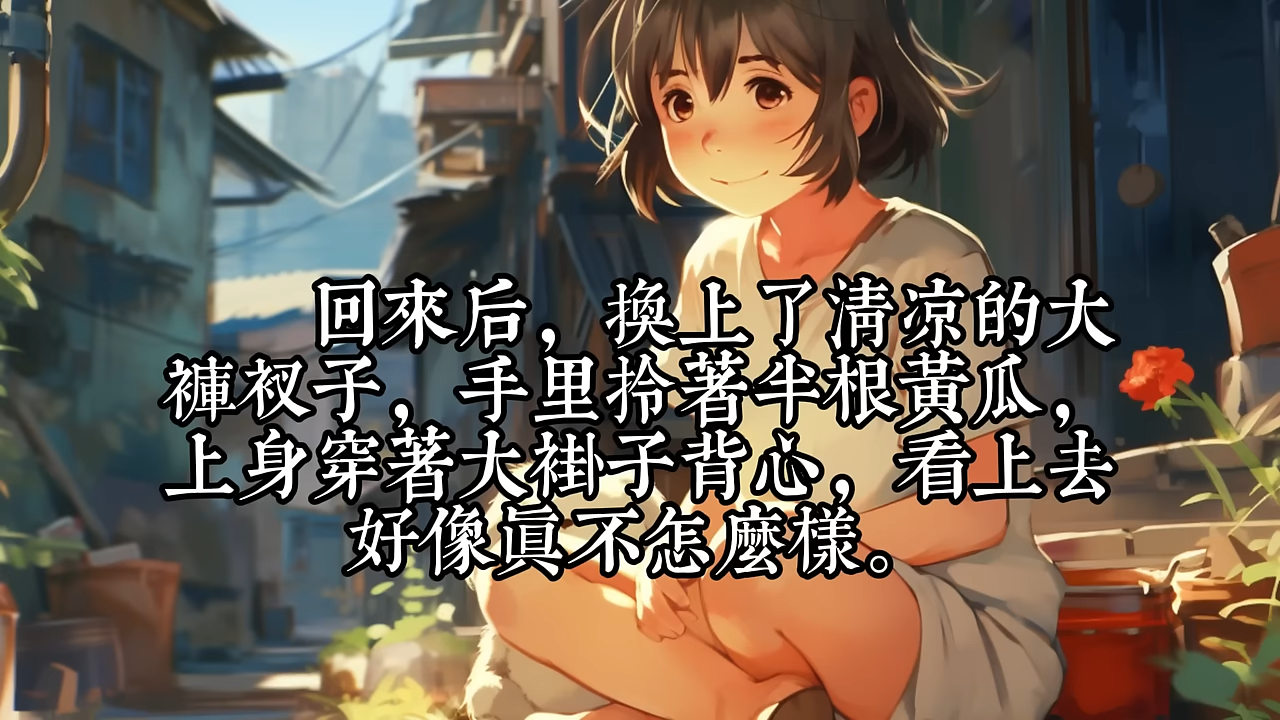 回來后，換上了清凉的大
褲衩子，手里拎著半根黃瓜，
上身穿著大褂子背心，看上去
好像眞不怎麼樣。